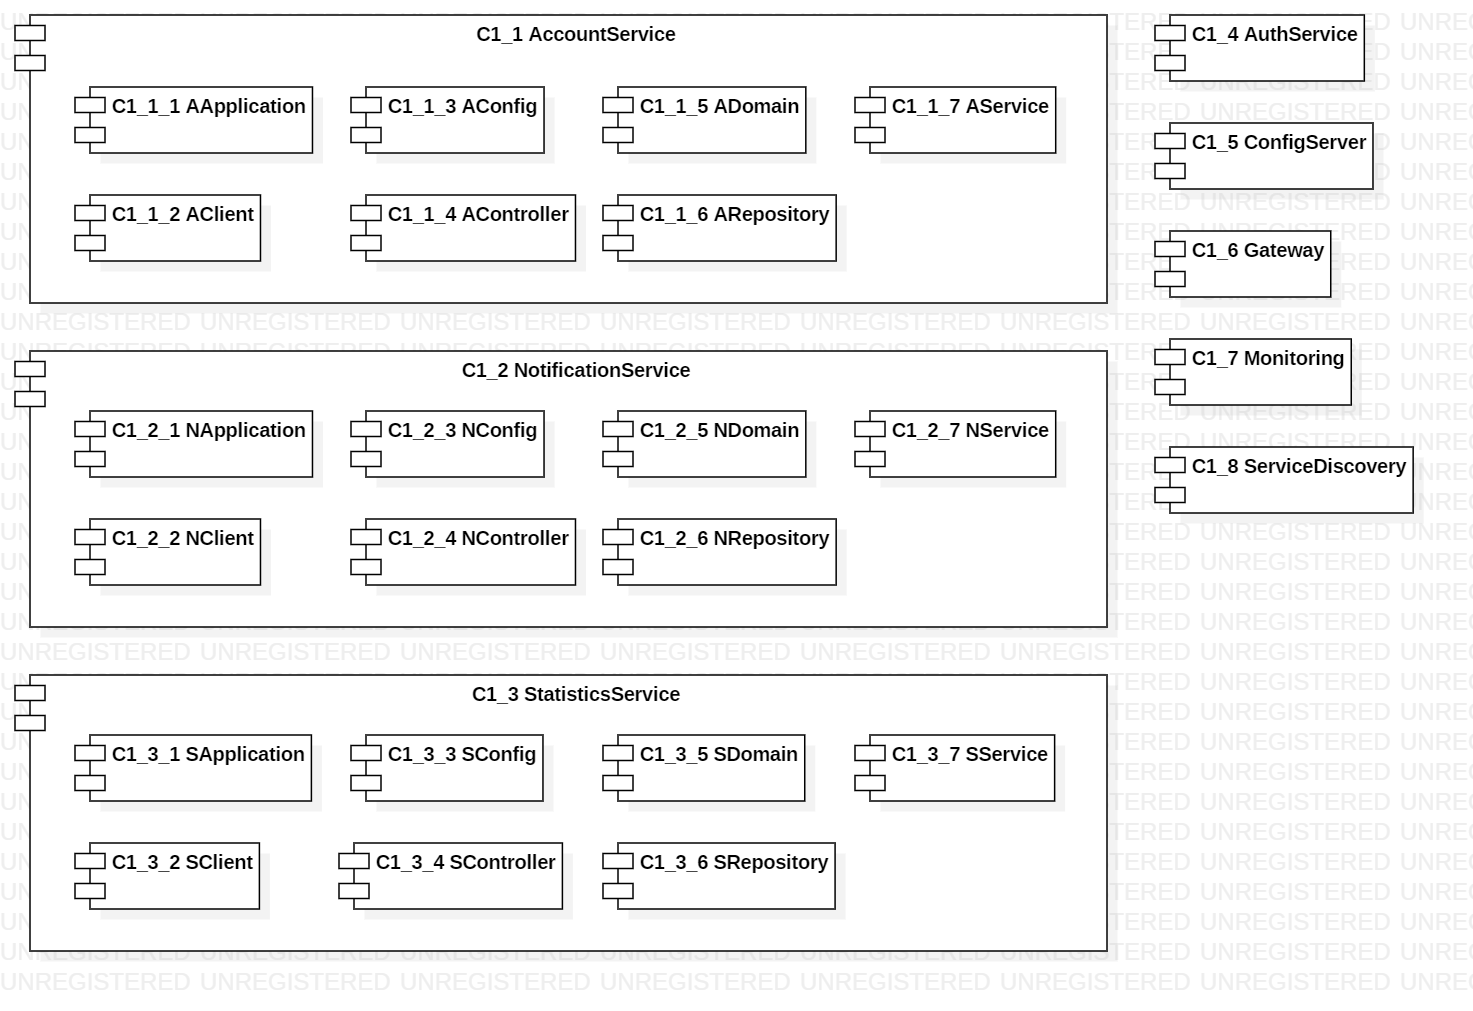 C1_1 AccountService
C1_1_1 AApplication
C1_1_3 AConfig
C1_1_5 ADomain
C1_1_7 AService
C1_1_2 AClient
C1_1_4 AController
C1_1_6 ARepository
C1_2 NotificationService
C1_2_1 NApplication
C1_2_3 NConfig
C1_2_5 NDomain
C1_2_7 NService
C1_2_2 NClient
C1_2_4 NController
C1_2_6 NRepository
C1_3 StatisticsService
C1_3_1 SApplication
C1_3_3 SConfig
C1_3_5 SDomain
C1_3_7 SService
C1_3_2 SClient
C1_3_4 SController
C1_3_6 SRepository
C1_4 AuthService
C1_5 ConfigServer
C1_6 Gateway
C1_7 Monitoring
C1_8 ServiceDiscovery
UNREGISTERED UNREGISTERED UNREGISTERED UNREGISTERED UNREGISTERED UNREGISTERED UNREGISTERED